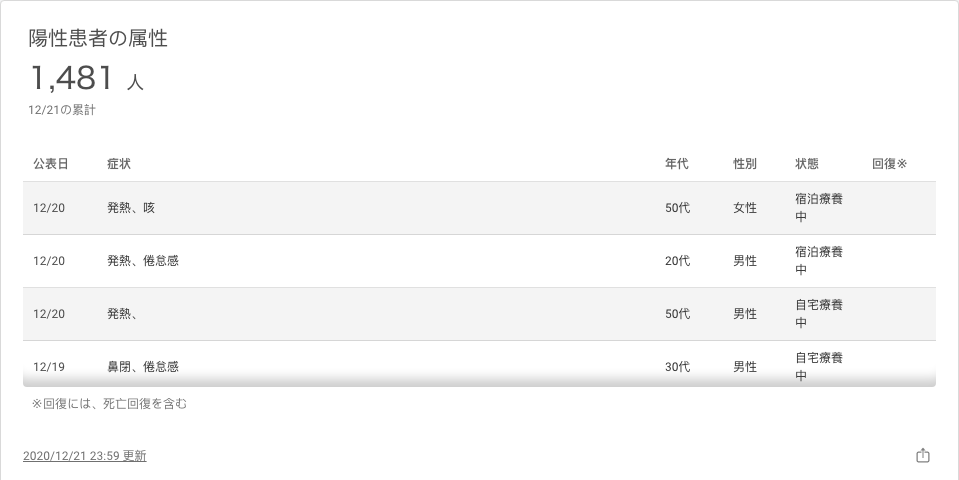 陽性患者の属性
1,481 人
12/21の累計
公表日 症状 年代 性別 状態 回復※
12/20 発熱、咳 50代 女性 宿泊療養
中
12/20 発熱、倦怠感 20代 男性 宿泊療養
中
12/20 発熱、 50代 男性 自宅療養
中
12/19 鼻閉、倦怠感 30代 男性 自宅療養
中
※回復には、死亡回復を含む
2020/12/21 23:59 更新